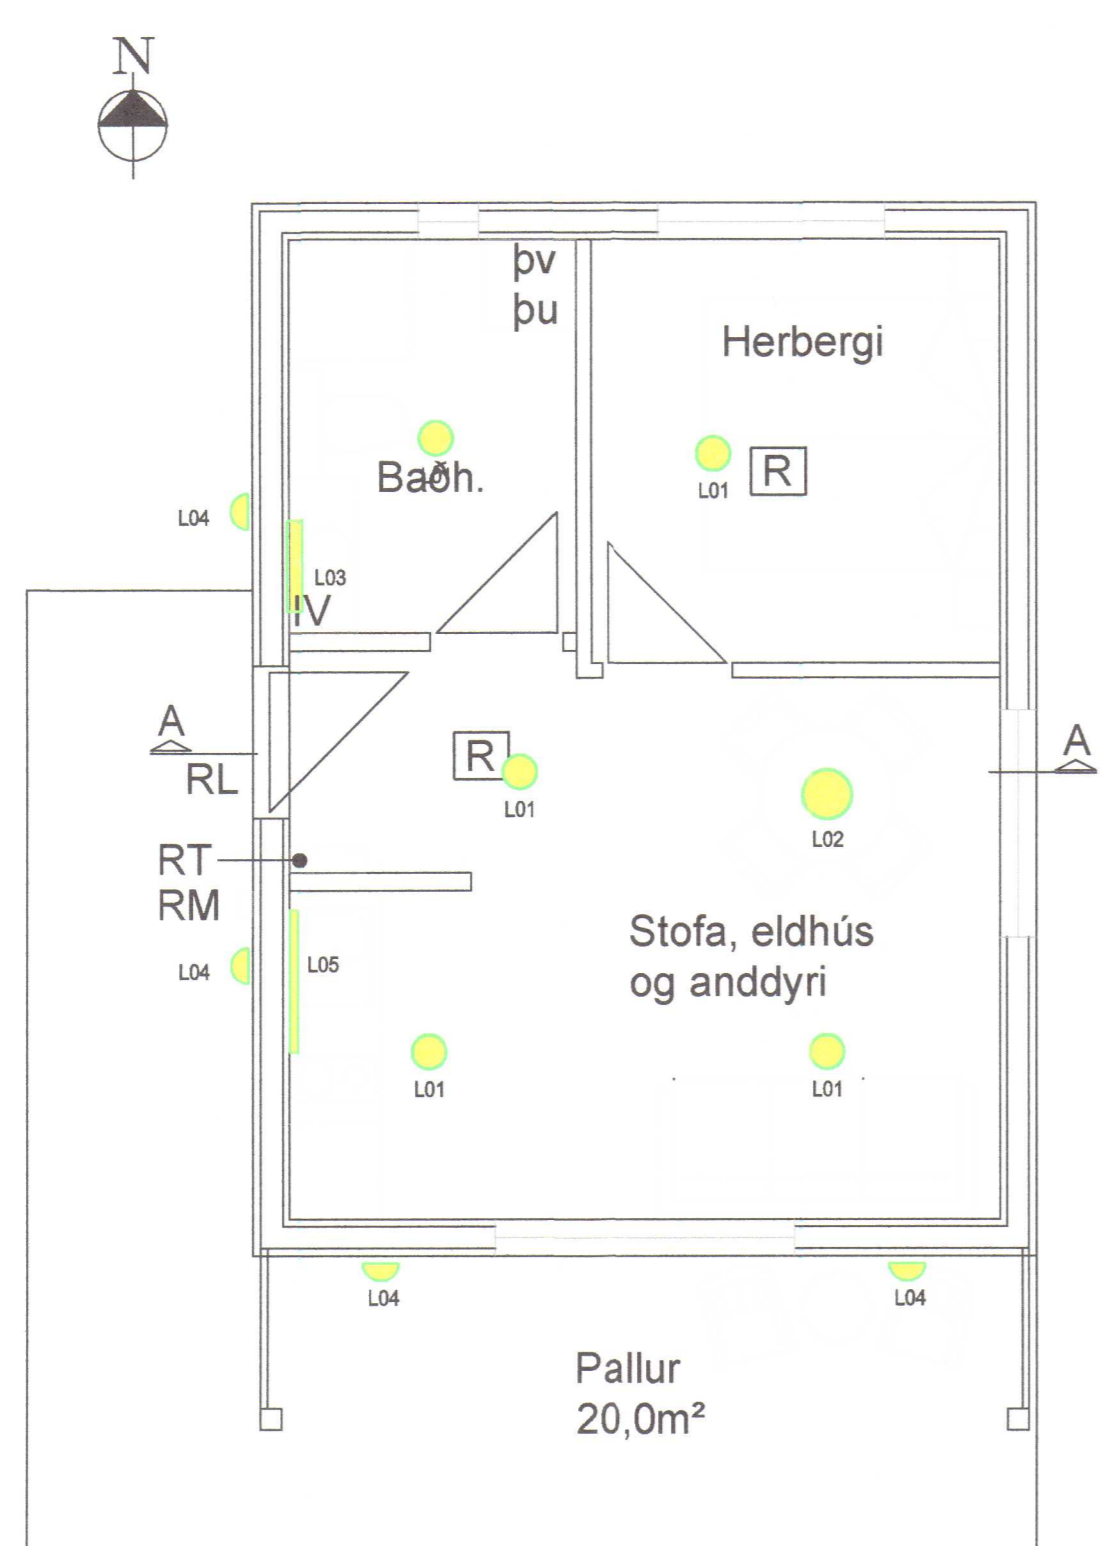 N
þv
þu
Herbergi
Baðh.
L01
R
L04
L03
IV
A
RL
R
L01
A
L02
RT
RM
Stofa, eldhús
og anddyri
L05
L04
L01
L01
L04
L04
Pallur
20,0m²